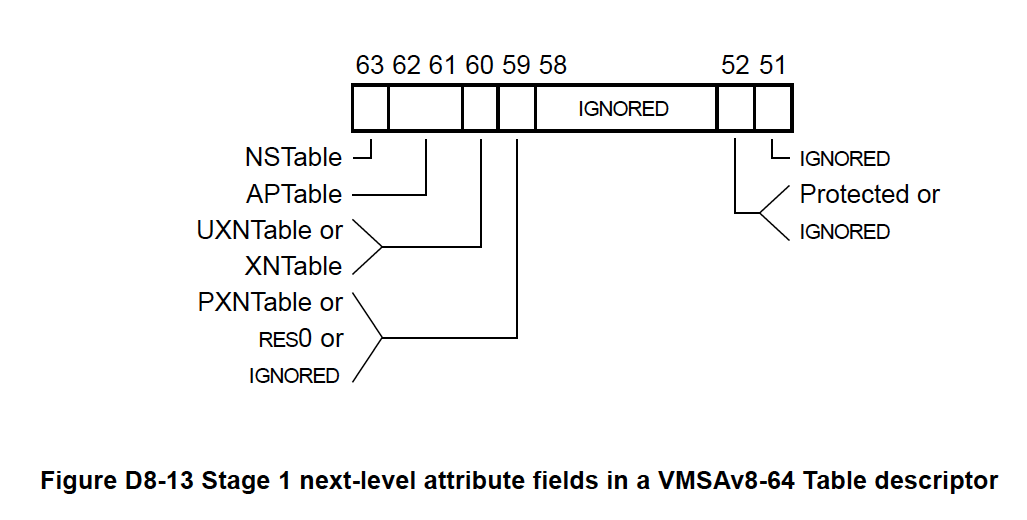 63 62 61 60 59 58 52 51
IGNORED
NSTable
IGNORED
APTable
Protected or
UXNTable or
IGNORED
XNTable
PXNTable or
RES0 or
IGNORED
Figure D8-13 Stage 1 next-level attribute fields in a VMSAv8-64 Table descriptor